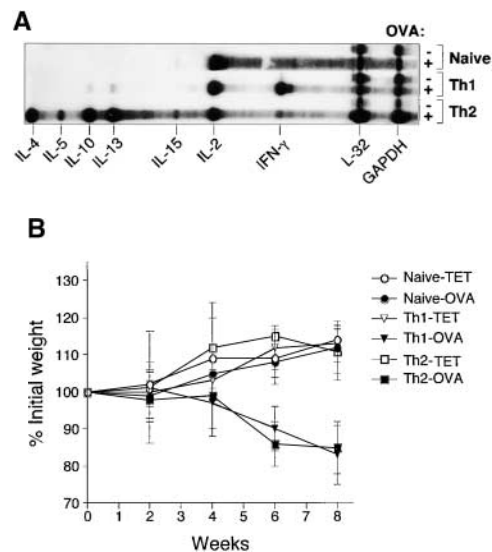 A
OVA:
-
+
Naive
-
+
Th1
-
+
Th2
IL-4
IL-5
IL-10
IL-13
IL-15
IL-2
IFN-γ
L-32
GAPDH
B
% Initial weight
130
120
110
100
90
80
70
0 1 2 3 4 5 6 7 8
Weeks
Naive-TET
Naive-OVA
Th1-TET
Th1-OVA
Th2-TET
Th2-OVA